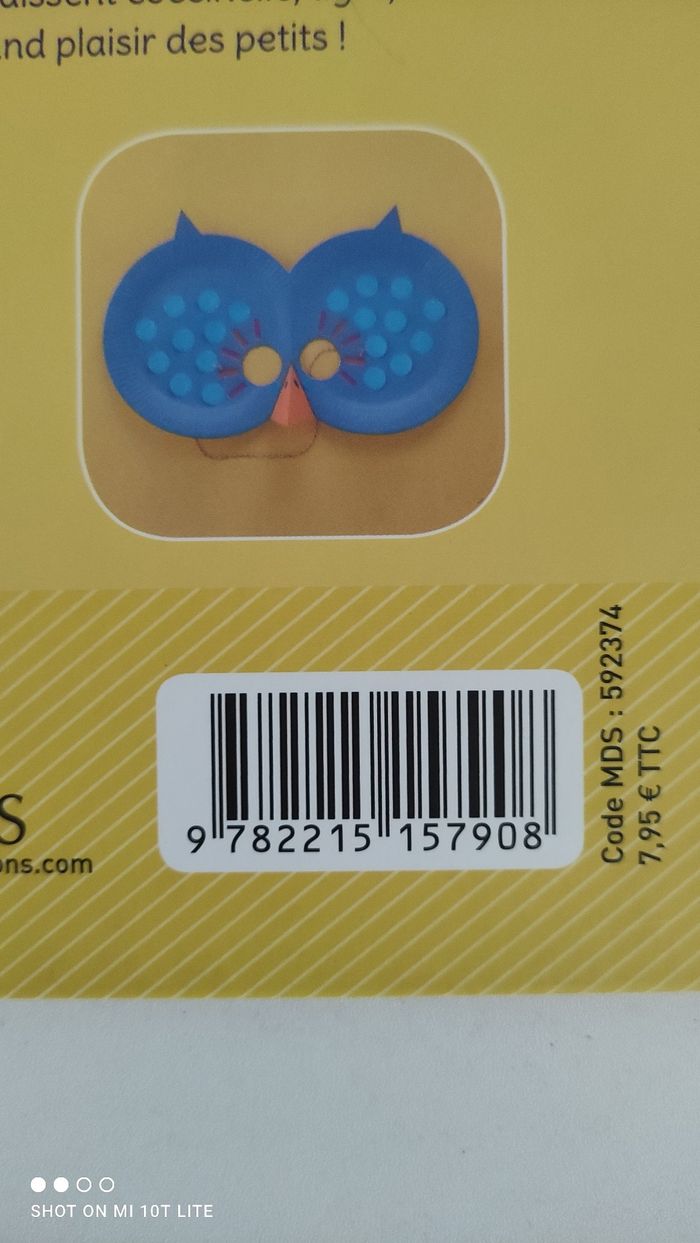 plaisir des petits !
Code MDS : 592374
7,95 € TTC
9 782215 157908
S
ons.com
SHOT ON MI 10T LITE